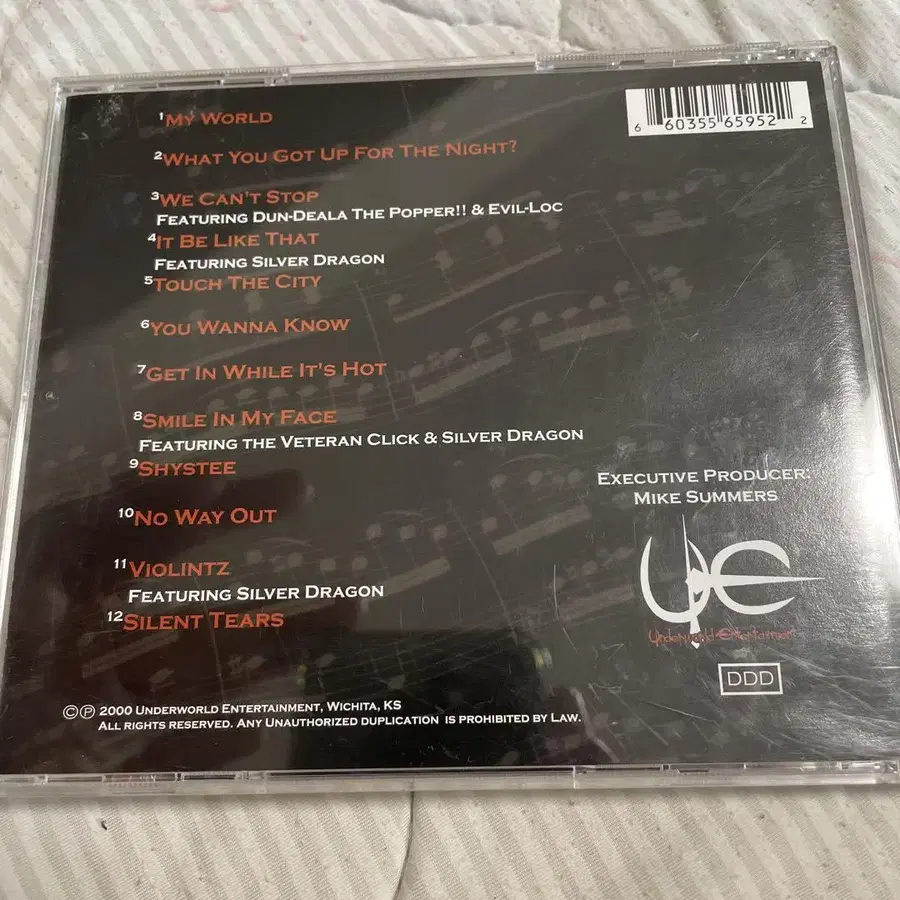 1 My World
2 What You Got Up For The Night?
3 We Can't Stop
Featuring Dun-Deala The Popper!! & Evil-Loc
4 It Be Like That
Featuring Silver Dragon
5 Touch The City
6 You Wanna Know
7 Get In While It's Hot
8 Smile In My Face
Featuring the Veteran Click & Silver Dragon
9 Shystee
10 No Way Out
11 Violintz
Featuring Silver Dragon
12 Silent Tears
6 60355 65952 2
Executive Producer:
Mike Summers
UE
Underworld Entertainment
DDD
©℗ 2000 Underworld Entertainment, Wichita, KS
All rights reserved. Any Unauthorized duplication is prohibited by Law.